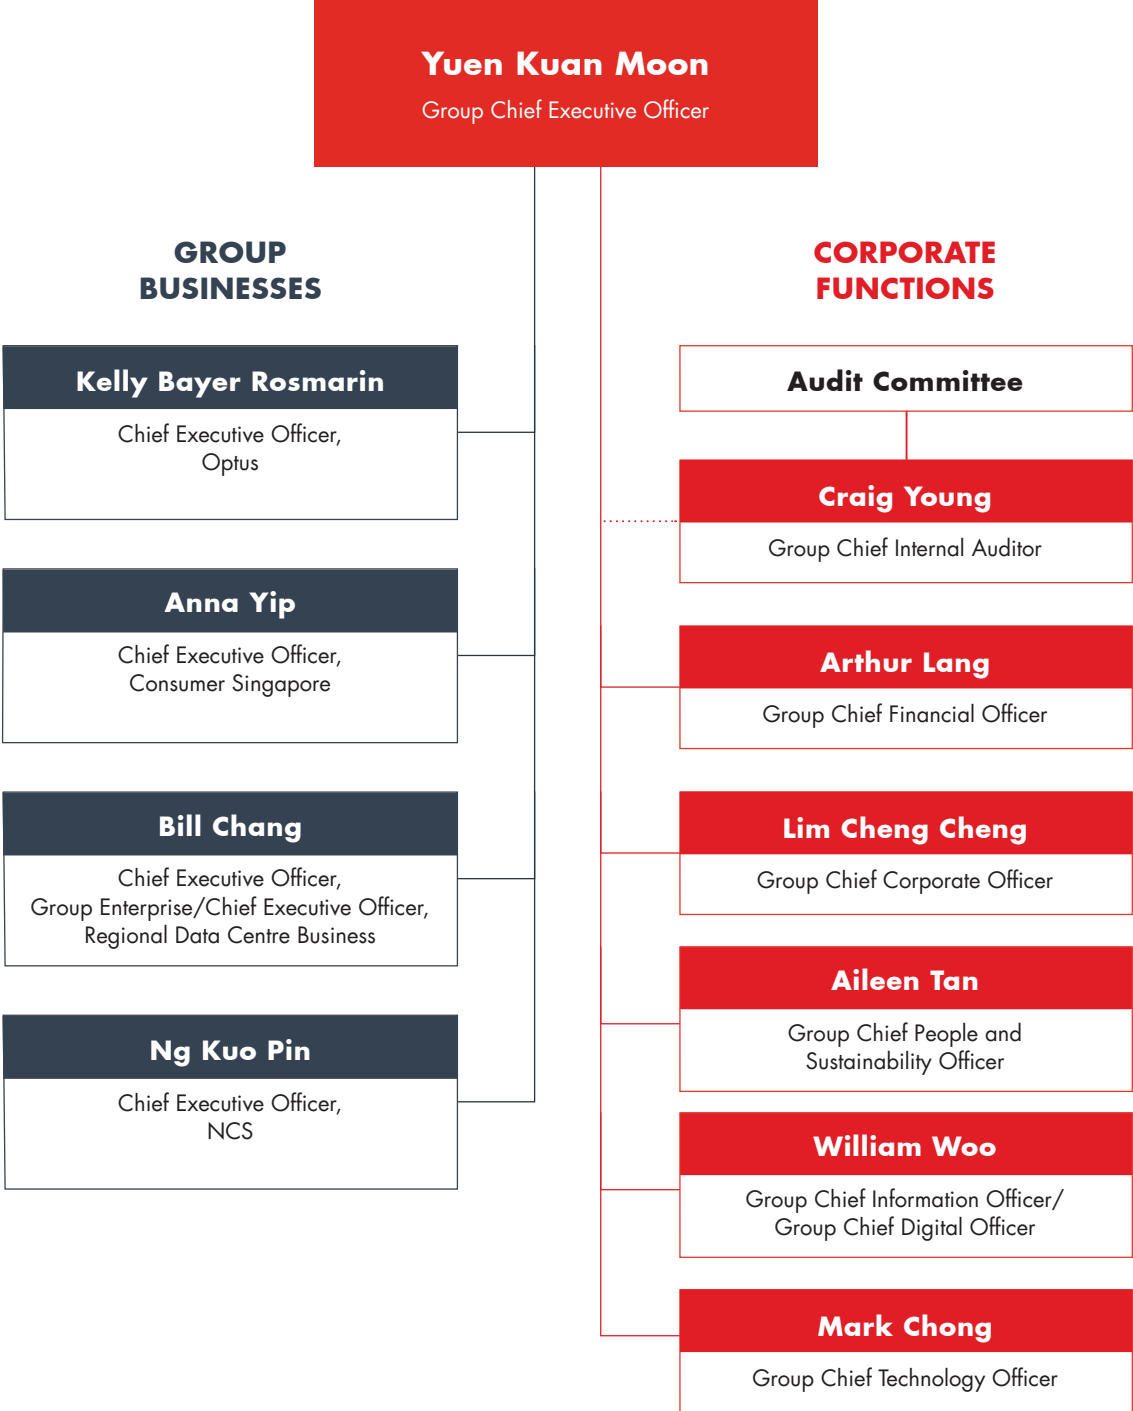 Yuen Kuan Moon
Group Chief Executive Officer
GROUP
BUSINESSES
Kelly Bayer Rosmarin
Chief Executive Officer,
Optus
Anna Yip
Chief Executive Officer,
Consumer Singapore
Bill Chang
Chief Executive Officer,
Group Enterprise/Chief Executive Officer,
Regional Data Centre Business
Ng Kuo Pin
Chief Executive Officer,
NCS
CORPORATE
FUNCTIONS
Audit Committee
Craig Young
Group Chief Internal Auditor
Arthur Lang
Group Chief Financial Officer
Lim Cheng Cheng
Group Chief Corporate Officer
Aileen Tan
Group Chief People and
Sustainability Officer
William Woo
Group Chief Information Officer/
Group Chief Digital Officer
Mark Chong
Group Chief Technology Officer